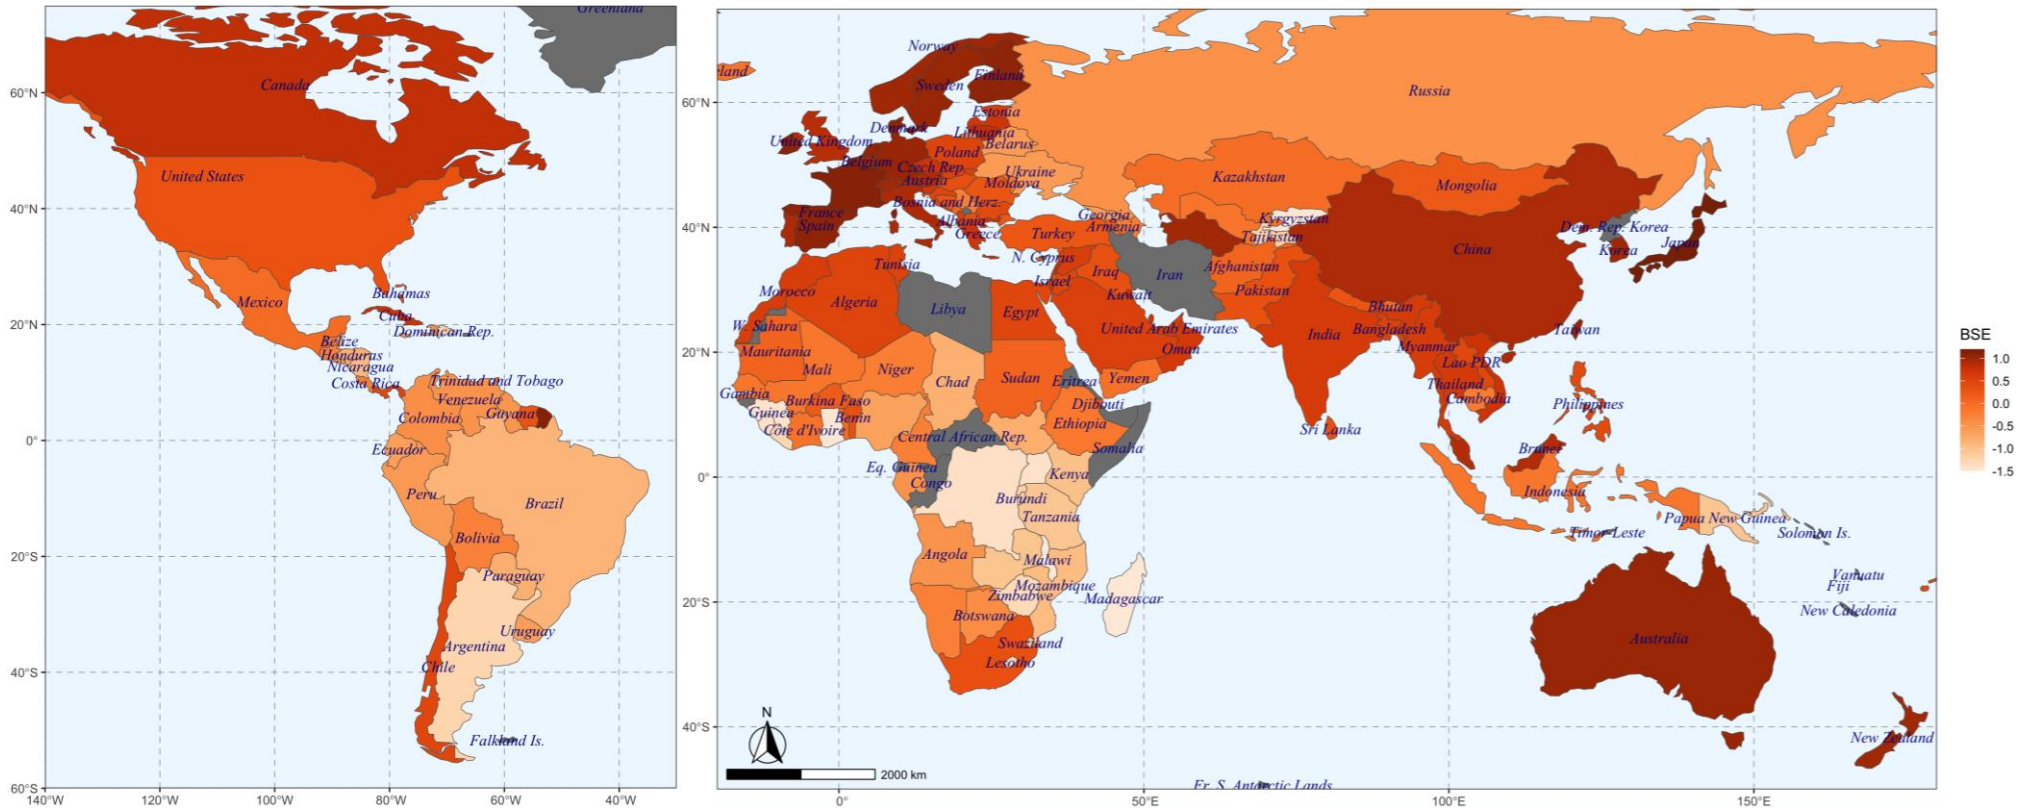 Greenland
Canada
60°N
United States
40°N
Mexico
Bahamas
20°N
Cuba
Dominican Rep.
Belize
Honduras
Nicaragua
Costa Rica
Trinidad and Tobago
Venezuela
Guyana
Colombia
0°
Ecuador
Peru
Brazil
Bolivia
20°S
Paraguay
Uruguay
Argentina
Chile
40°S
Falkland Is.
60°S
140°W
120°W
100°W
80°W
60°W
40°W
eland
Norway
Finland
Sweden
Russia
60°N
Estonia
Denmark
Lithuania
United Kingdom
Belarus
Poland
Belgium
Czech Rep.
Ukraine
Austria
Moldova
Kazakhstan
Mongolia
Bosnia and Herz.
France
Georgia
Kyrgyzstan
Albania
Spain
Armenia
Dem. Rep. Korea
40°N
Greece
Turkey
Tajikistan
China
Korea
Japan
N. Cyprus
Tunisia
Iraq
Iran
Afghanistan
Israel
Morocco
Kuwait
Pakistan
Algeria
Libya
Egypt
Bhutan
W. Sahara
United Arab Emirates
India
Bangladesh
Taiwan
Oman
Myanmar
20°N
Mauritania
Mali
Niger
Chad
Sudan
Eritrea
Yemen
Lao PDR
Thailand
Gambia
Burkina Faso
Djibouti
Cambodia
Philippines
Guinea
Benin
Ethiopia
Côte d'Ivoire
Central African Rep.
Somalia
Sri Lanka
Brunei
Eq. Guinea
Kenya
0°
Congo
Burundi
Indonesia
Tanzania
Papua New Guinea
Timor-Leste
Solomon Is.
Angola
Malawi
Mozambique
Zimbabwe
Madagascar
Vanuatu
Fiji
20°S
New Caledonia
Botswana
Swaziland
Lesotho
Australia
40°S
New Zealand
N
2000 km
Fr. S. Antarctic Lands
0°
50°E
100°E
150°E
BSE
1.0
0.5
0.0
-0.5
-1.0
-1.5